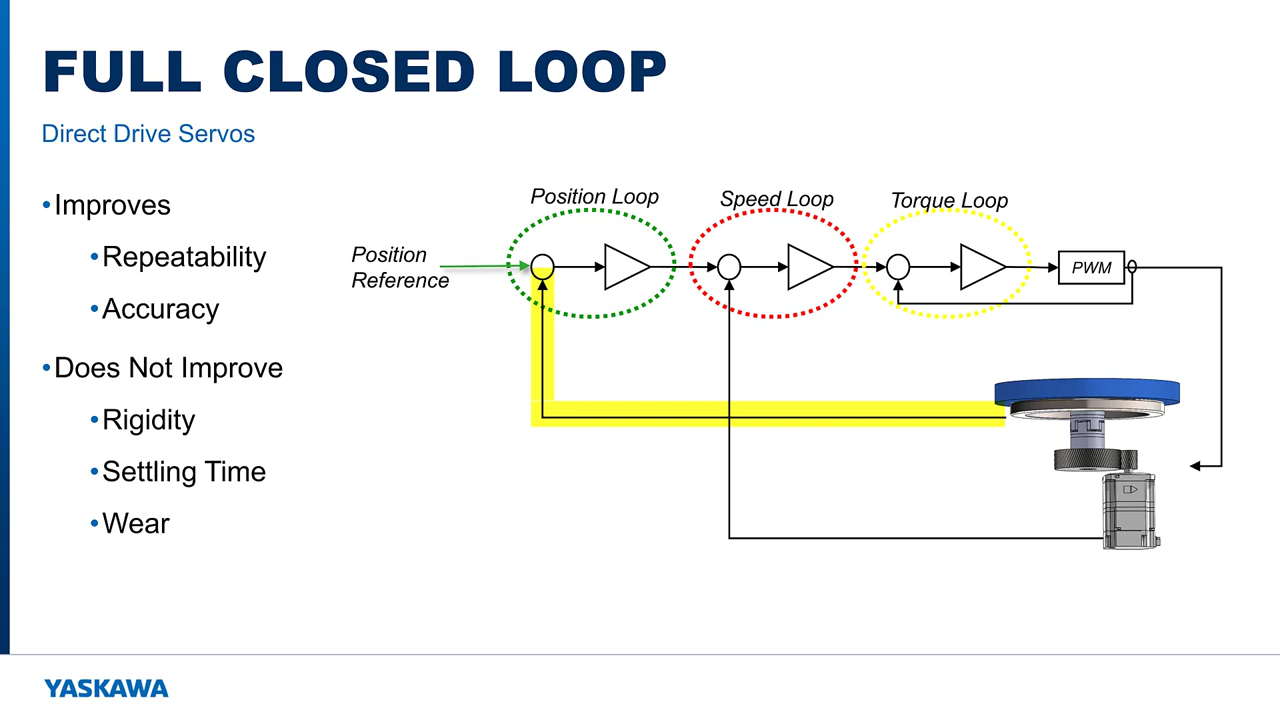 FULL CLOSED LOOP
Direct Drive Servos
•Improves
•Repeatability
•Accuracy
•Does Not Improve
•Rigidity
•Settling Time
•Wear
Position Loop
Speed Loop
Torque Loop
Position
Reference
PWM
YASKAWA